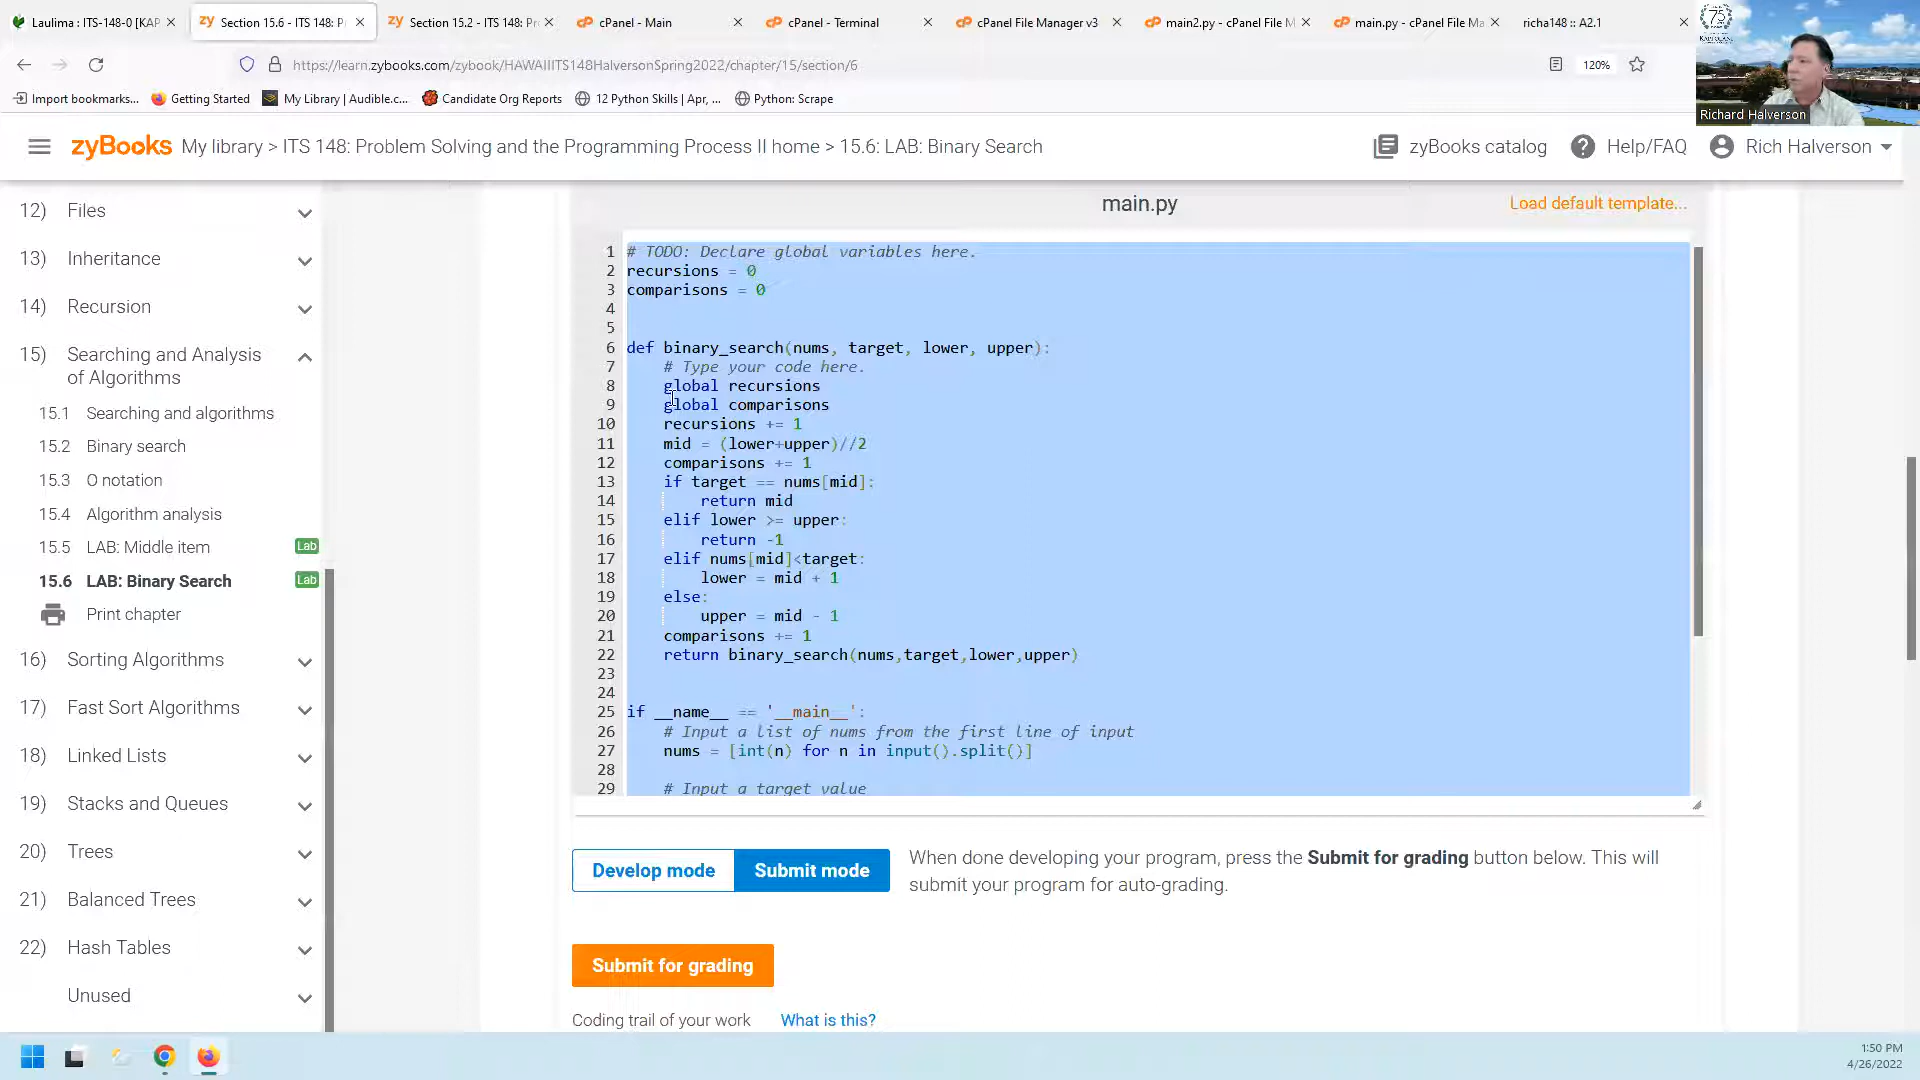 Laulima : ITS-148-0 [KAP
Section 15.6 - ITS 148: P
Section 15.2 - ITS 148: Pr
cPanel - Main
cPanel - Terminal
cPanel File Manager v3
main2.py - cPanel File M
main.py - cPanel File Ma
richa148 :: A2.1
75
https://learn.zybooks.com/zybook/HAWAIIITS148HalversonSpring2022/chapter/15/section/6
120%
Import bookmarks...
Getting Started
My Library | Audible.c...
Candidate Org Reports
12 Python Skills | Apr, ...
Python: Scrape
Richard Halverson
zyBooks
My library > ITS 148: Problem Solving and the Programming Process II home > 15.6: LAB: Binary Search
zyBooks catalog
Help/FAQ
Rich Halverson
12) Files
13) Inheritance
14) Recursion
15) Searching and Analysis
of Algorithms
15.1 Searching and algorithms
15.2 Binary search
15.3 O notation
15.4 Algorithm analysis
15.5 LAB: Middle item Lab
15.6 LAB: Binary Search Lab
Print chapter
16) Sorting Algorithms
17) Fast Sort Algorithms
18) Linked Lists
19) Stacks and Queues
20) Trees
21) Balanced Trees
22) Hash Tables
Unused
main.py
Load default template...
1 # TODO: Declare global variables here.
2 recursions = 0
3 comparisons = 0
4
5
6 def binary_search(nums, target, lower, upper):
7 # Type your code here.
8 global recursions
9 global comparisons
10 recursions += 1
11 mid = (lower+upper)//2
12 comparisons += 1
13 if target == nums[mid]:
14 return mid
15 elif lower >= upper:
16 return -1
17 elif nums[mid]<target:
18 lower = mid + 1
19 else:
20 upper = mid - 1
21 comparisons += 1
22 return binary_search(nums,target,lower,upper)
23
24
25 if __name__ == '__main__':
26 # Input a list of nums from the first line of input
27 nums = [int(n) for n in input().split()]
28
29 # Input a target value
Develop mode
Submit mode
When done developing your program, press the Submit for grading button below. This will
submit your program for auto-grading.
Submit for grading
Coding trail of your work
What is this?
1:50 PM
4/26/2022